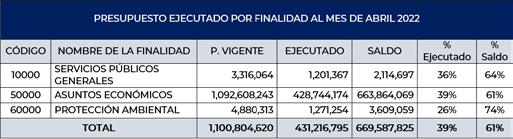 PRESUPUESTO EJECUTADO POR FINALIDAD AL MES DE ABRIL 2022
CÓDIGO NOMBRE DE LA FINALIDAD P. VIGENTE EJECUTADO SALDO % Ejecutado % Saldo
10000 SERVICIOS PÚBLICOS GENERALES 3,316,064 1,201,367 2,114,697 36% 64%
50000 ASUNTOS ECONÓMICOS 1,092,608,243 428,744,174 663,864,069 39% 61%
60000 PROTECCIÓN AMBIENTAL 4,880,313 1,271,254 3,609,059 26% 74%
TOTAL 1,100,804,620 431,216,795 669,587,825 39% 61%